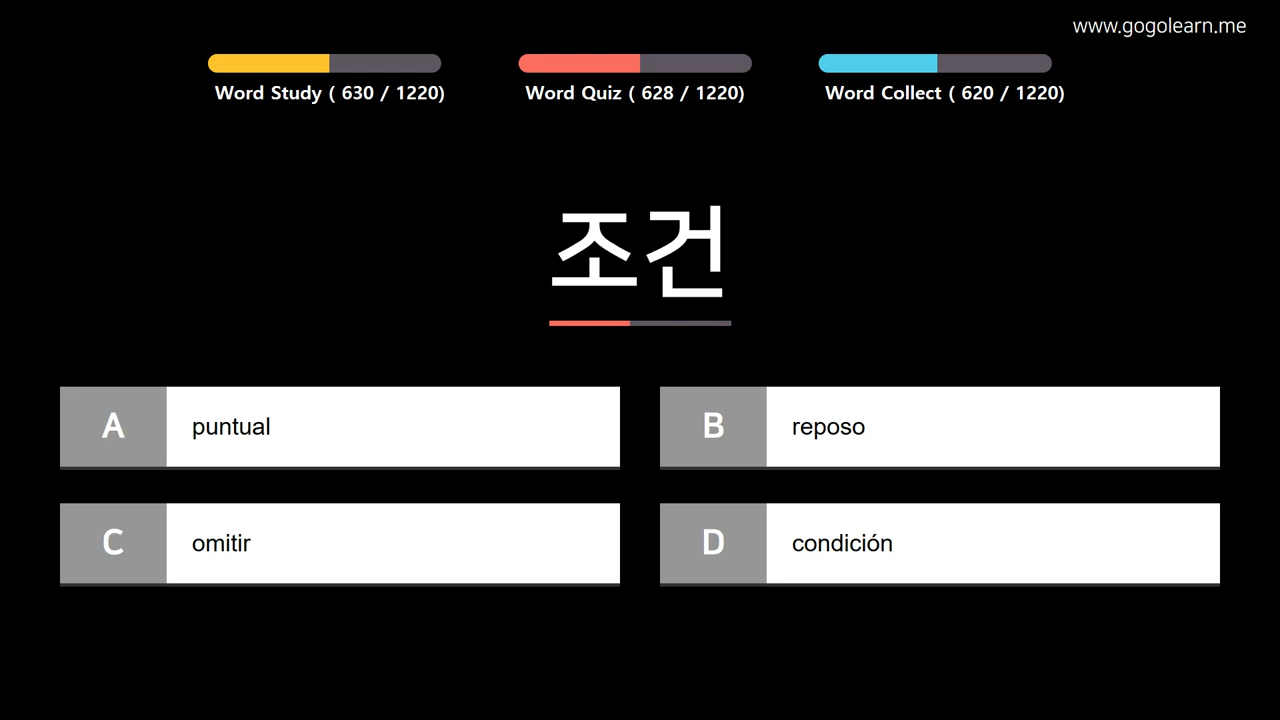 www.gogolearn.me
Word Study ( 630 / 1220)
Word Quiz ( 628 / 1220)
Word Collect ( 620 / 1220)
조건
A puntual
B reposo
C omitir
D condición